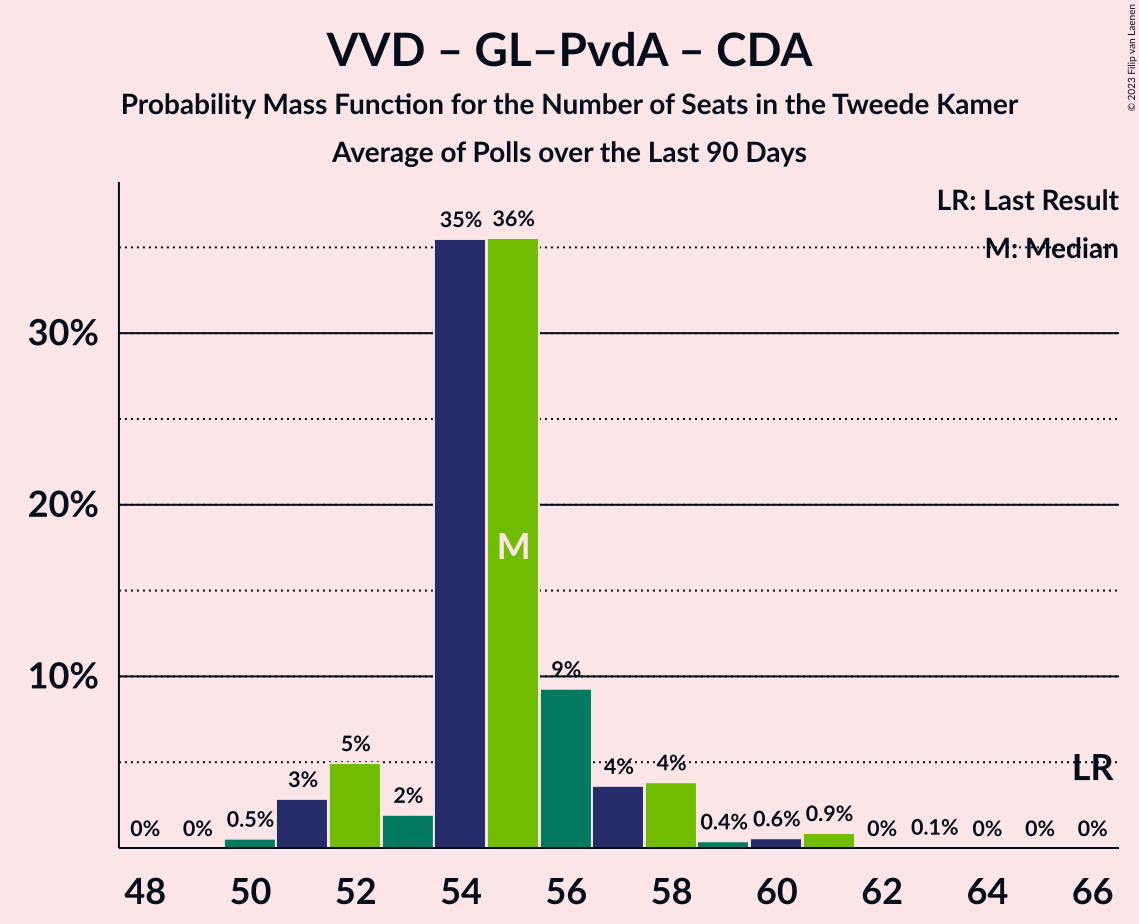 VVD – GL–PvdA – CDA
Probability Mass Function for the Number of Seats in the Tweede Kamer
Average of Polls over the Last 90 Days
© 2023 Filip van Laenen
LR: Last Result
M: Median
35% 36%
30%
20%
M
10%
9%
5%
4% 4%
LR
3%
2%
0% 0% 0.5% 0.4% 0.6% 0.9% 0% 0.1% 0% 0% 0%
48 50 52 54 56 58 60 62 64 66